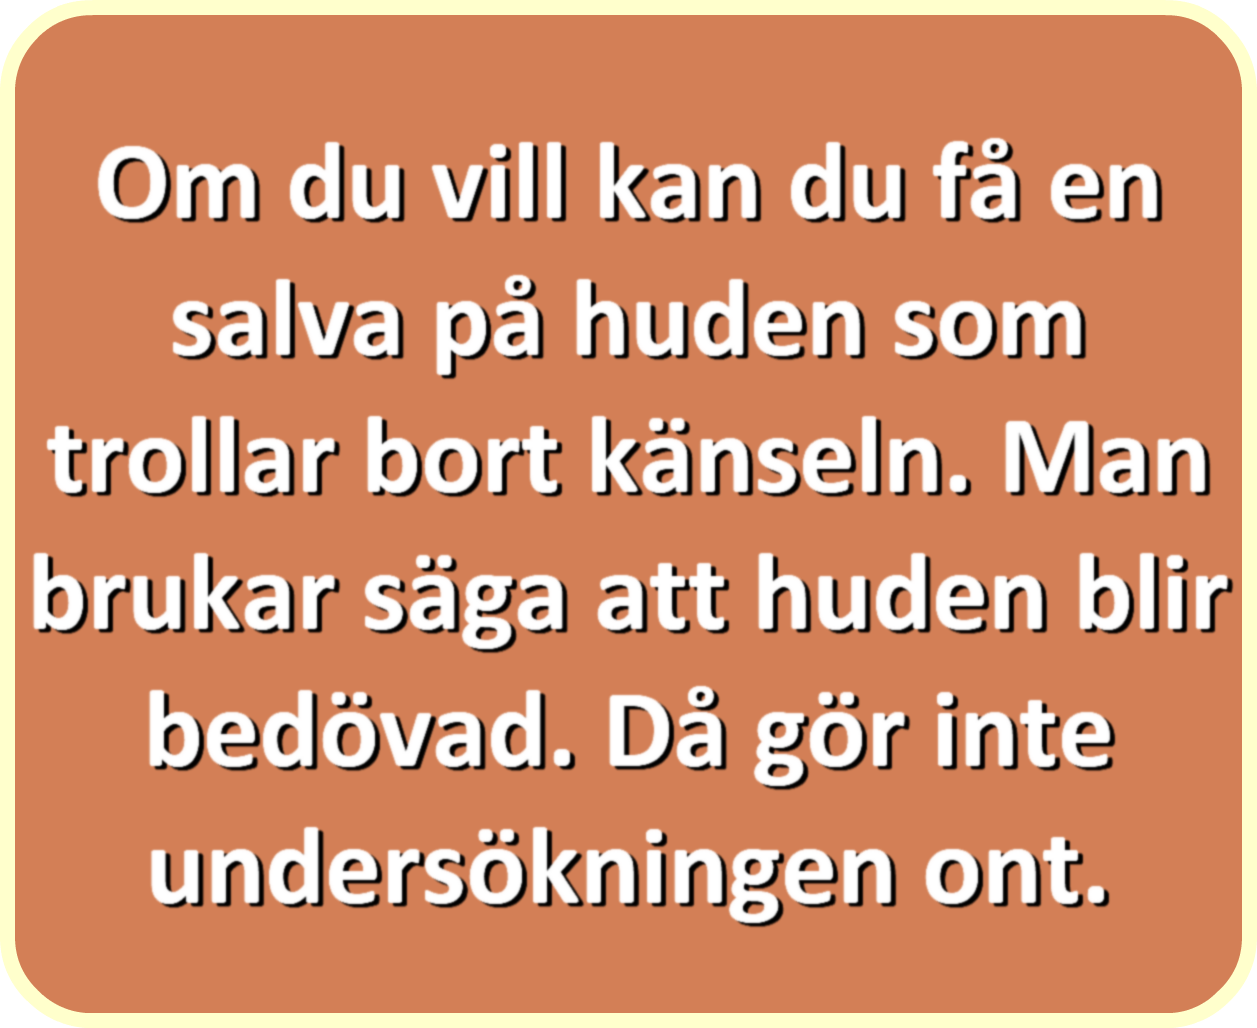 Om du vill kan du få en
salva på huden som
trollar bort känseln. Man
brukar säga att huden blir
bedövad. Då gör inte
undersökningen ont.